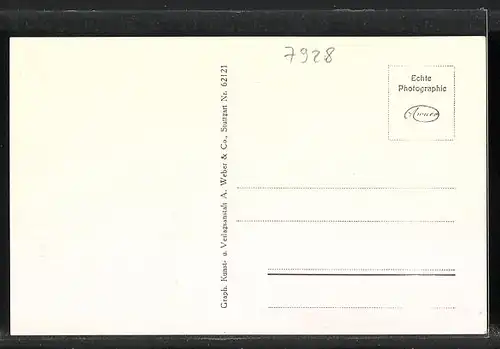 7928
Echte
Photographie
Graph. Kunst- u. Verlagsanstalt A. Weber & Co., Stuttgart Nr. 62121